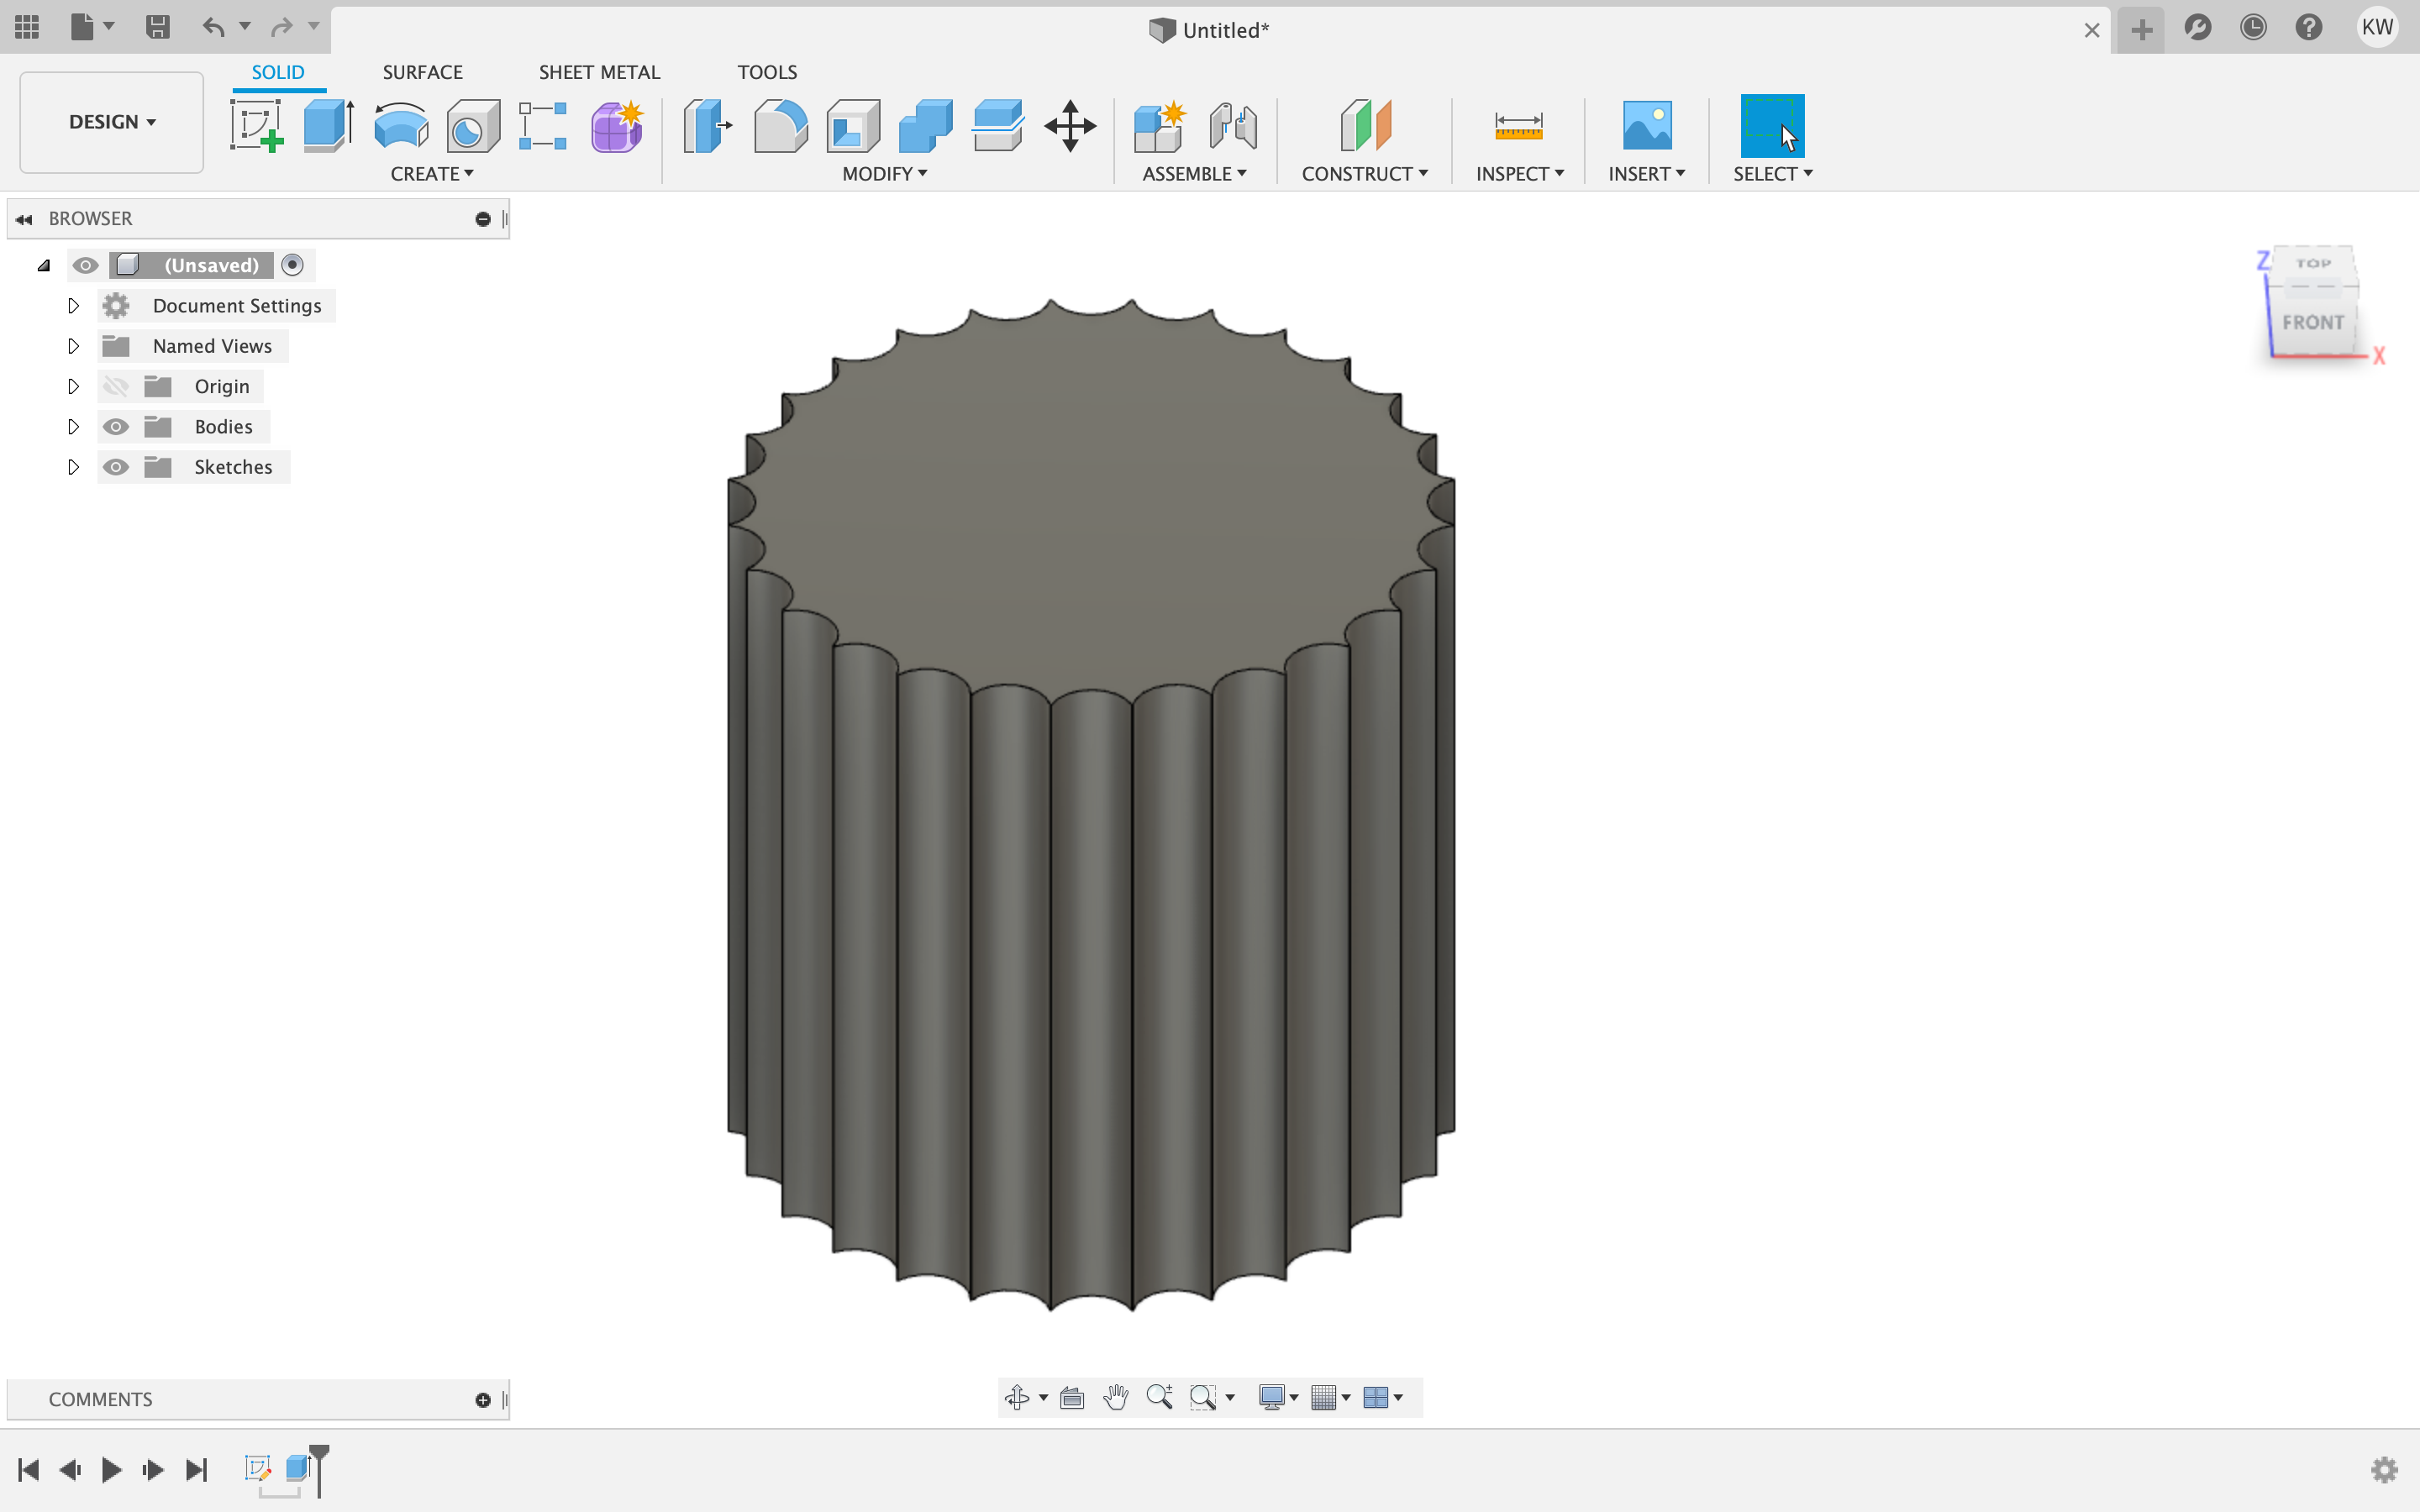 Untitled*
KW
DESIGN
SOLID
SURFACE
SHEET METAL
TOOLS
CREATE
MODIFY
ASSEMBLE
CONSTRUCT
INSPECT
INSERT
SELECT
BROWSER
(Unsaved)
Document Settings
Named Views
Origin
Bodies
Sketches
Z
TOP
FRONT
X
COMMENTS